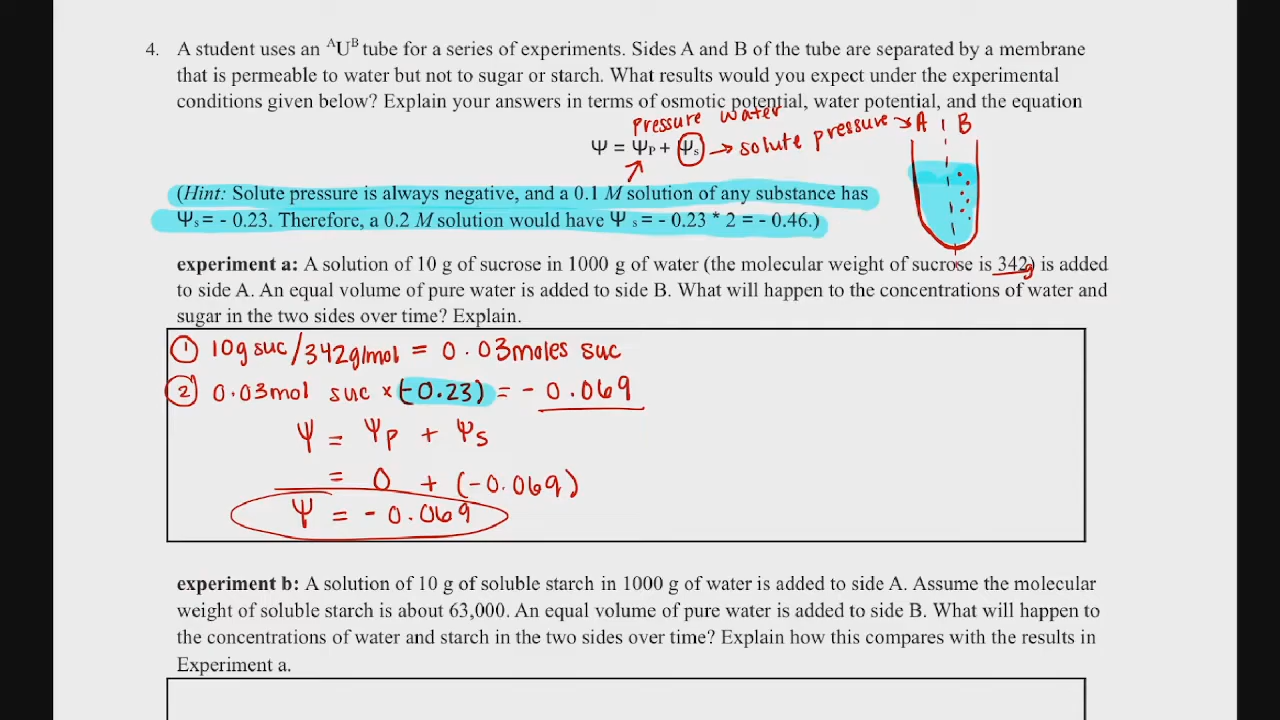 4. A student uses an ᴬUᴮ tube for a series of experiments. Sides A and B of the tube are separated by a membrane
that is permeable to water but not to sugar or starch. What results would you expect under the experimental
conditions given below? Explain your answers in terms of osmotic potential, water potential, and the equation
pressure water
Ψ = ΨP + Ψs → solute pressure → A B
(Hint: Solute pressure is always negative, and a 0.1 M solution of any substance has
Ψs = - 0.23. Therefore, a 0.2 M solution would have Ψ s = - 0.23 * 2 = - 0.46.)
experiment a: A solution of 10 g of sucrose in 1000 g of water (the molecular weight of sucrose is 342g) is added
to side A. An equal volume of pure water is added to side B. What will happen to the concentrations of water and
sugar in the two sides over time? Explain.
① 10g suc/342g/mol = 0.03moles suc
② 0.03mol suc × (-0.23) = - 0.069
Ψ = ΨP + Ψs
= 0 + (-0.069)
Ψ = - 0.069
experiment b: A solution of 10 g of soluble starch in 1000 g of water is added to side A. Assume the molecular
weight of soluble starch is about 63,000. An equal volume of pure water is added to side B. What will happen to
the concentrations of water and starch in the two sides over time? Explain how this compares with the results in
Experiment a.